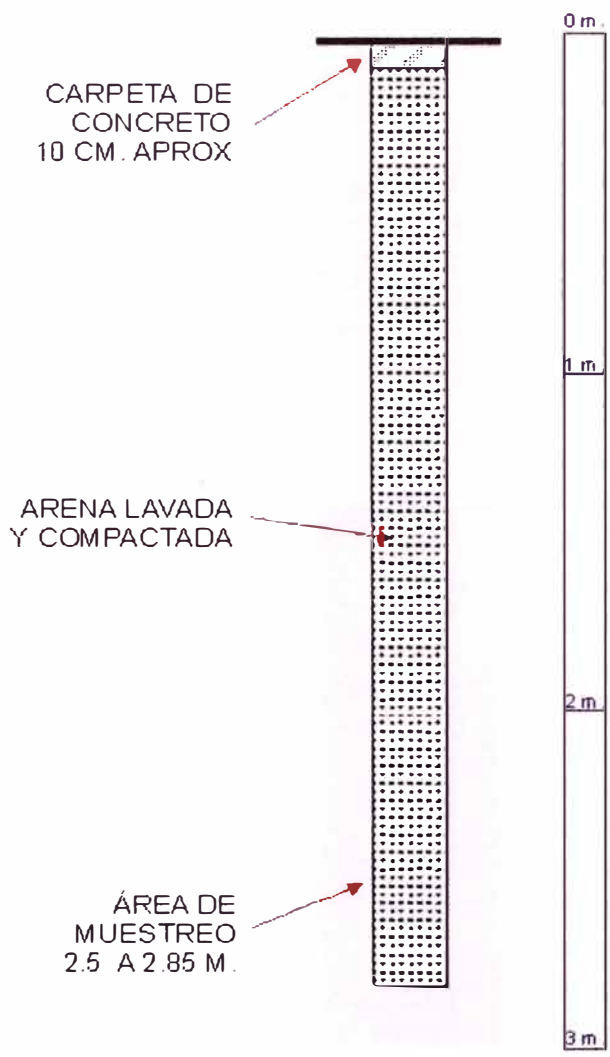 0 m.
CARPETA DE
CONCRETO
10 CM. APROX
1 m.
ARENA LAVADA
Y COMPACTADA
2 m.
ÁREA DE
MUESTREO
2.5 A 2.85 M.
3 m.